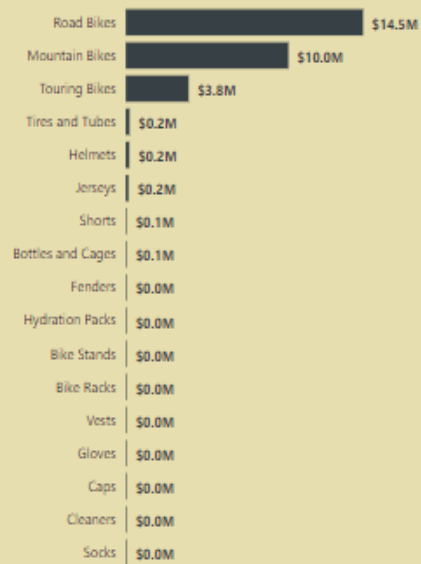 Road Bikes $14.5M
Mountain Bikes $10.0M
Touring Bikes $3.8M
Tires and Tubes $0.2M
Helmets $0.2M
Jerseys $0.2M
Shorts $0.1M
Bottles and Cages $0.1M
Fenders $0.0M
Hydration Packs $0.0M
Bike Stands $0.0M
Bike Racks $0.0M
Vests $0.0M
Gloves $0.0M
Caps $0.0M
Cleaners $0.0M
Socks $0.0M